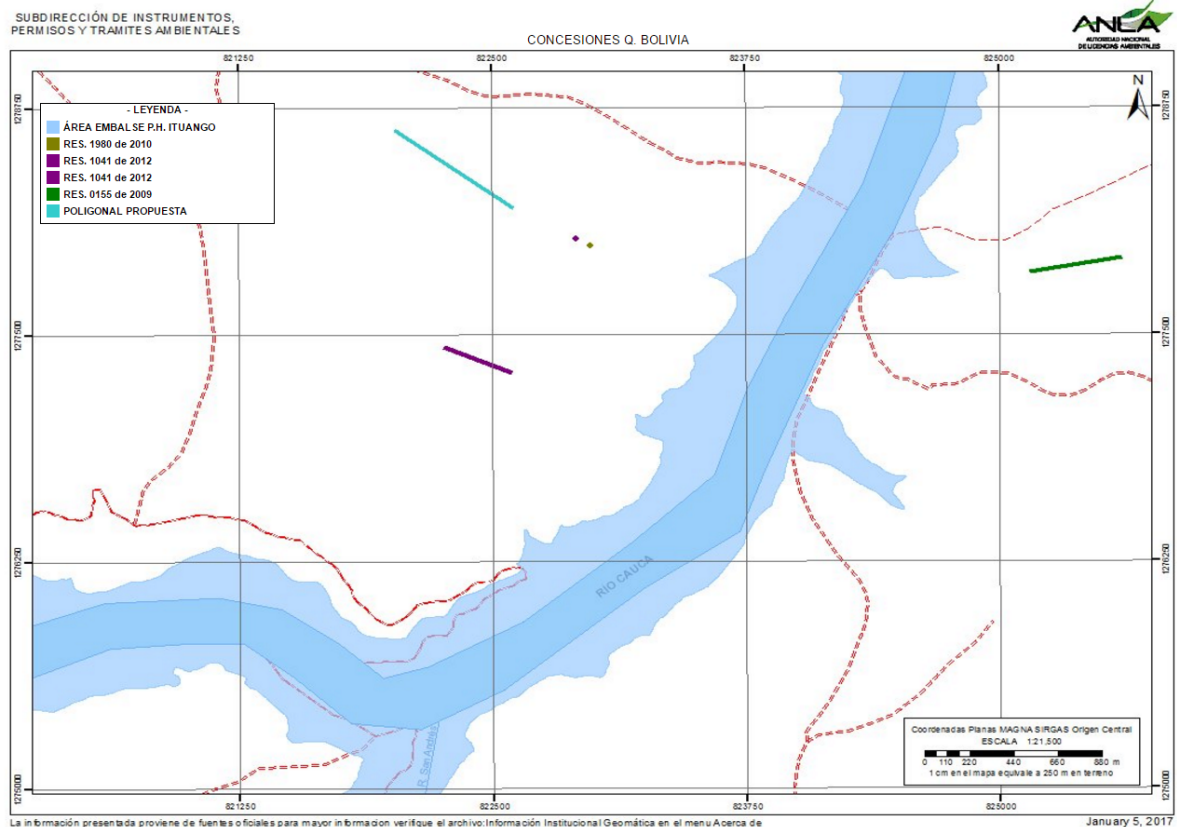 SUBDIRECCIÓN DE INSTRUMENTOS,
PERMISOS Y TRAMITES AMBIENTALES
CONCESIONES Q. BOLIVIA
ANLA
AUTORIDAD NACIONAL
DE LICENCIAS AMBIENTALES
821250
822500
823750
825000
N
1278750
1278750
- LEYENDA -
ÁREA EMBALSE P.H. ITUANGO
RES. 1980 de 2010
RES. 1041 de 2012
RES. 1041 de 2012
RES. 0155 de 2009
POLIGONAL PROPUESTA
1277500
1277500
1276250
1276250
RÍO CAUCA
R. San Andrés
Coordenadas Planas MAGNA SIRGAS Origen Central
ESCALA 1:21,500
0 110 220 440 660 880 m
1 cm en el mapa equivale a 250 m en terreno
1275000
1275000
821250
822500
823750
825000
La información presentada proviene de fuentes oficiales para mayor informacion verifique el archivo:Información Institucional Geomática en el menu Acerca de
January 5, 2017